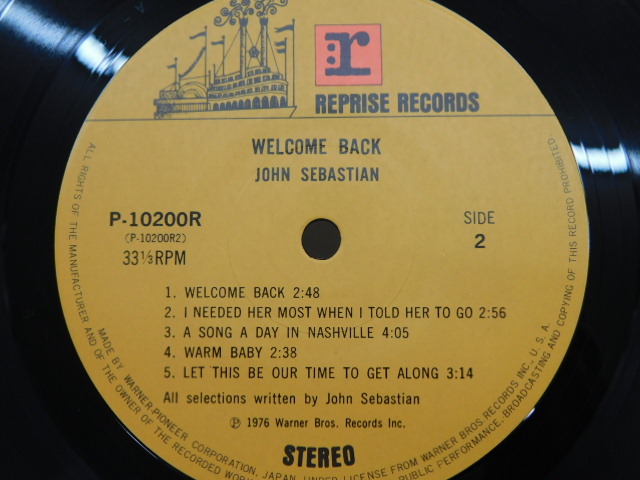 r
REPRISE RECORDS
WELCOME BACK
JOHN SEBASTIAN
P-10200R
(P-10200R2)
33⅓RPM
SIDE
2
1. WELCOME BACK 2:48
2. I NEEDED HER MOST WHEN I TOLD HER TO GO 2:56
3. A SONG A DAY IN NASHVILLE 4:05
4. WARM BABY 2:38
5. LET THIS BE OUR TIME TO GET ALONG 3:14
All selections written by John Sebastian
Ⓟ 1976 Warner Bros. Records Inc.
STEREO
ALL RIGHTS OF THE MANUFACTURER AND OF THE OWNER OF THE RECORDED WORK
PUBLIC PERFORMANCE, BROADCASTING AND COPYING OF THIS RECORD PROHIBITED.
MADE BY WARNER-PIONEER CORPORATION, JAPAN, UNDER LICENSE FROM WARNER BROS. RECORDS INC., U.S.A.